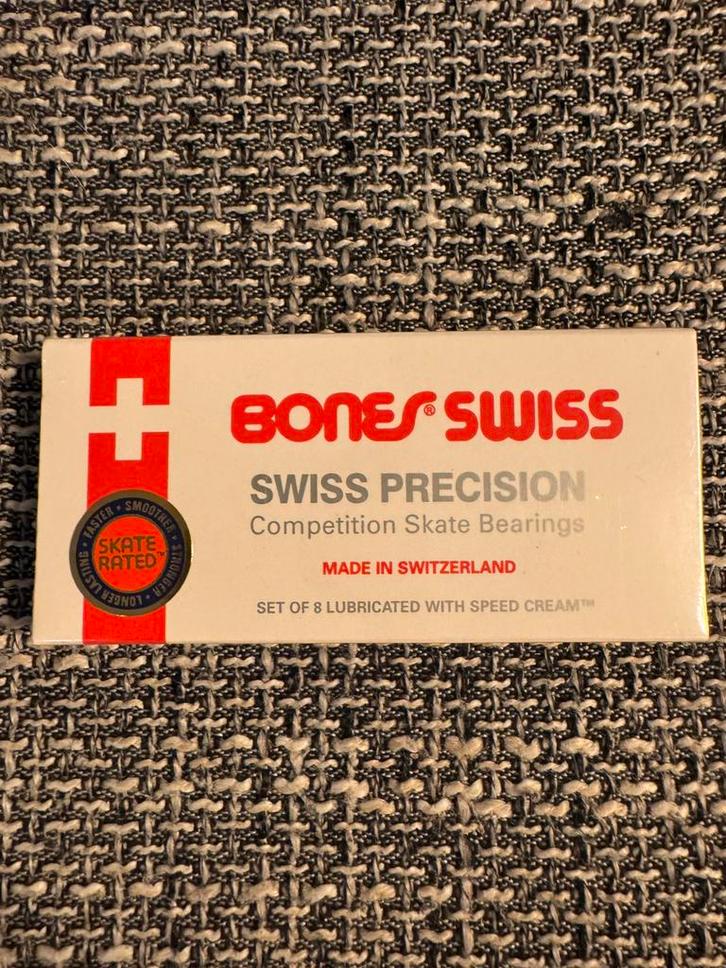 BONES® SWISS
SWISS PRECISION
Competition Skate Bearings
MADE IN SWITZERLAND
SET OF 8 LUBRICATED WITH SPEED CREAM™
FASTER • SMOOTHER • STRONGER • LONGER LASTING •
SKATE
RATED™